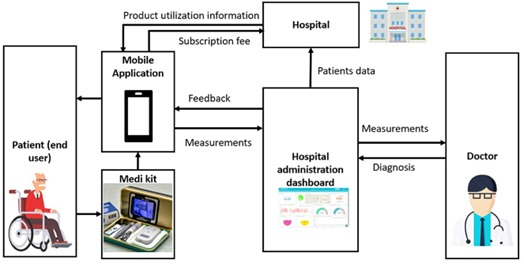 Product utilization information
Hospital
Subscription fee
Mobile
Application
Patients data
Feedback
Measurements
Patient (end
user)
Medi kit
Hospital
administration
dashboard
Measurements
Diagnosis
Doctor